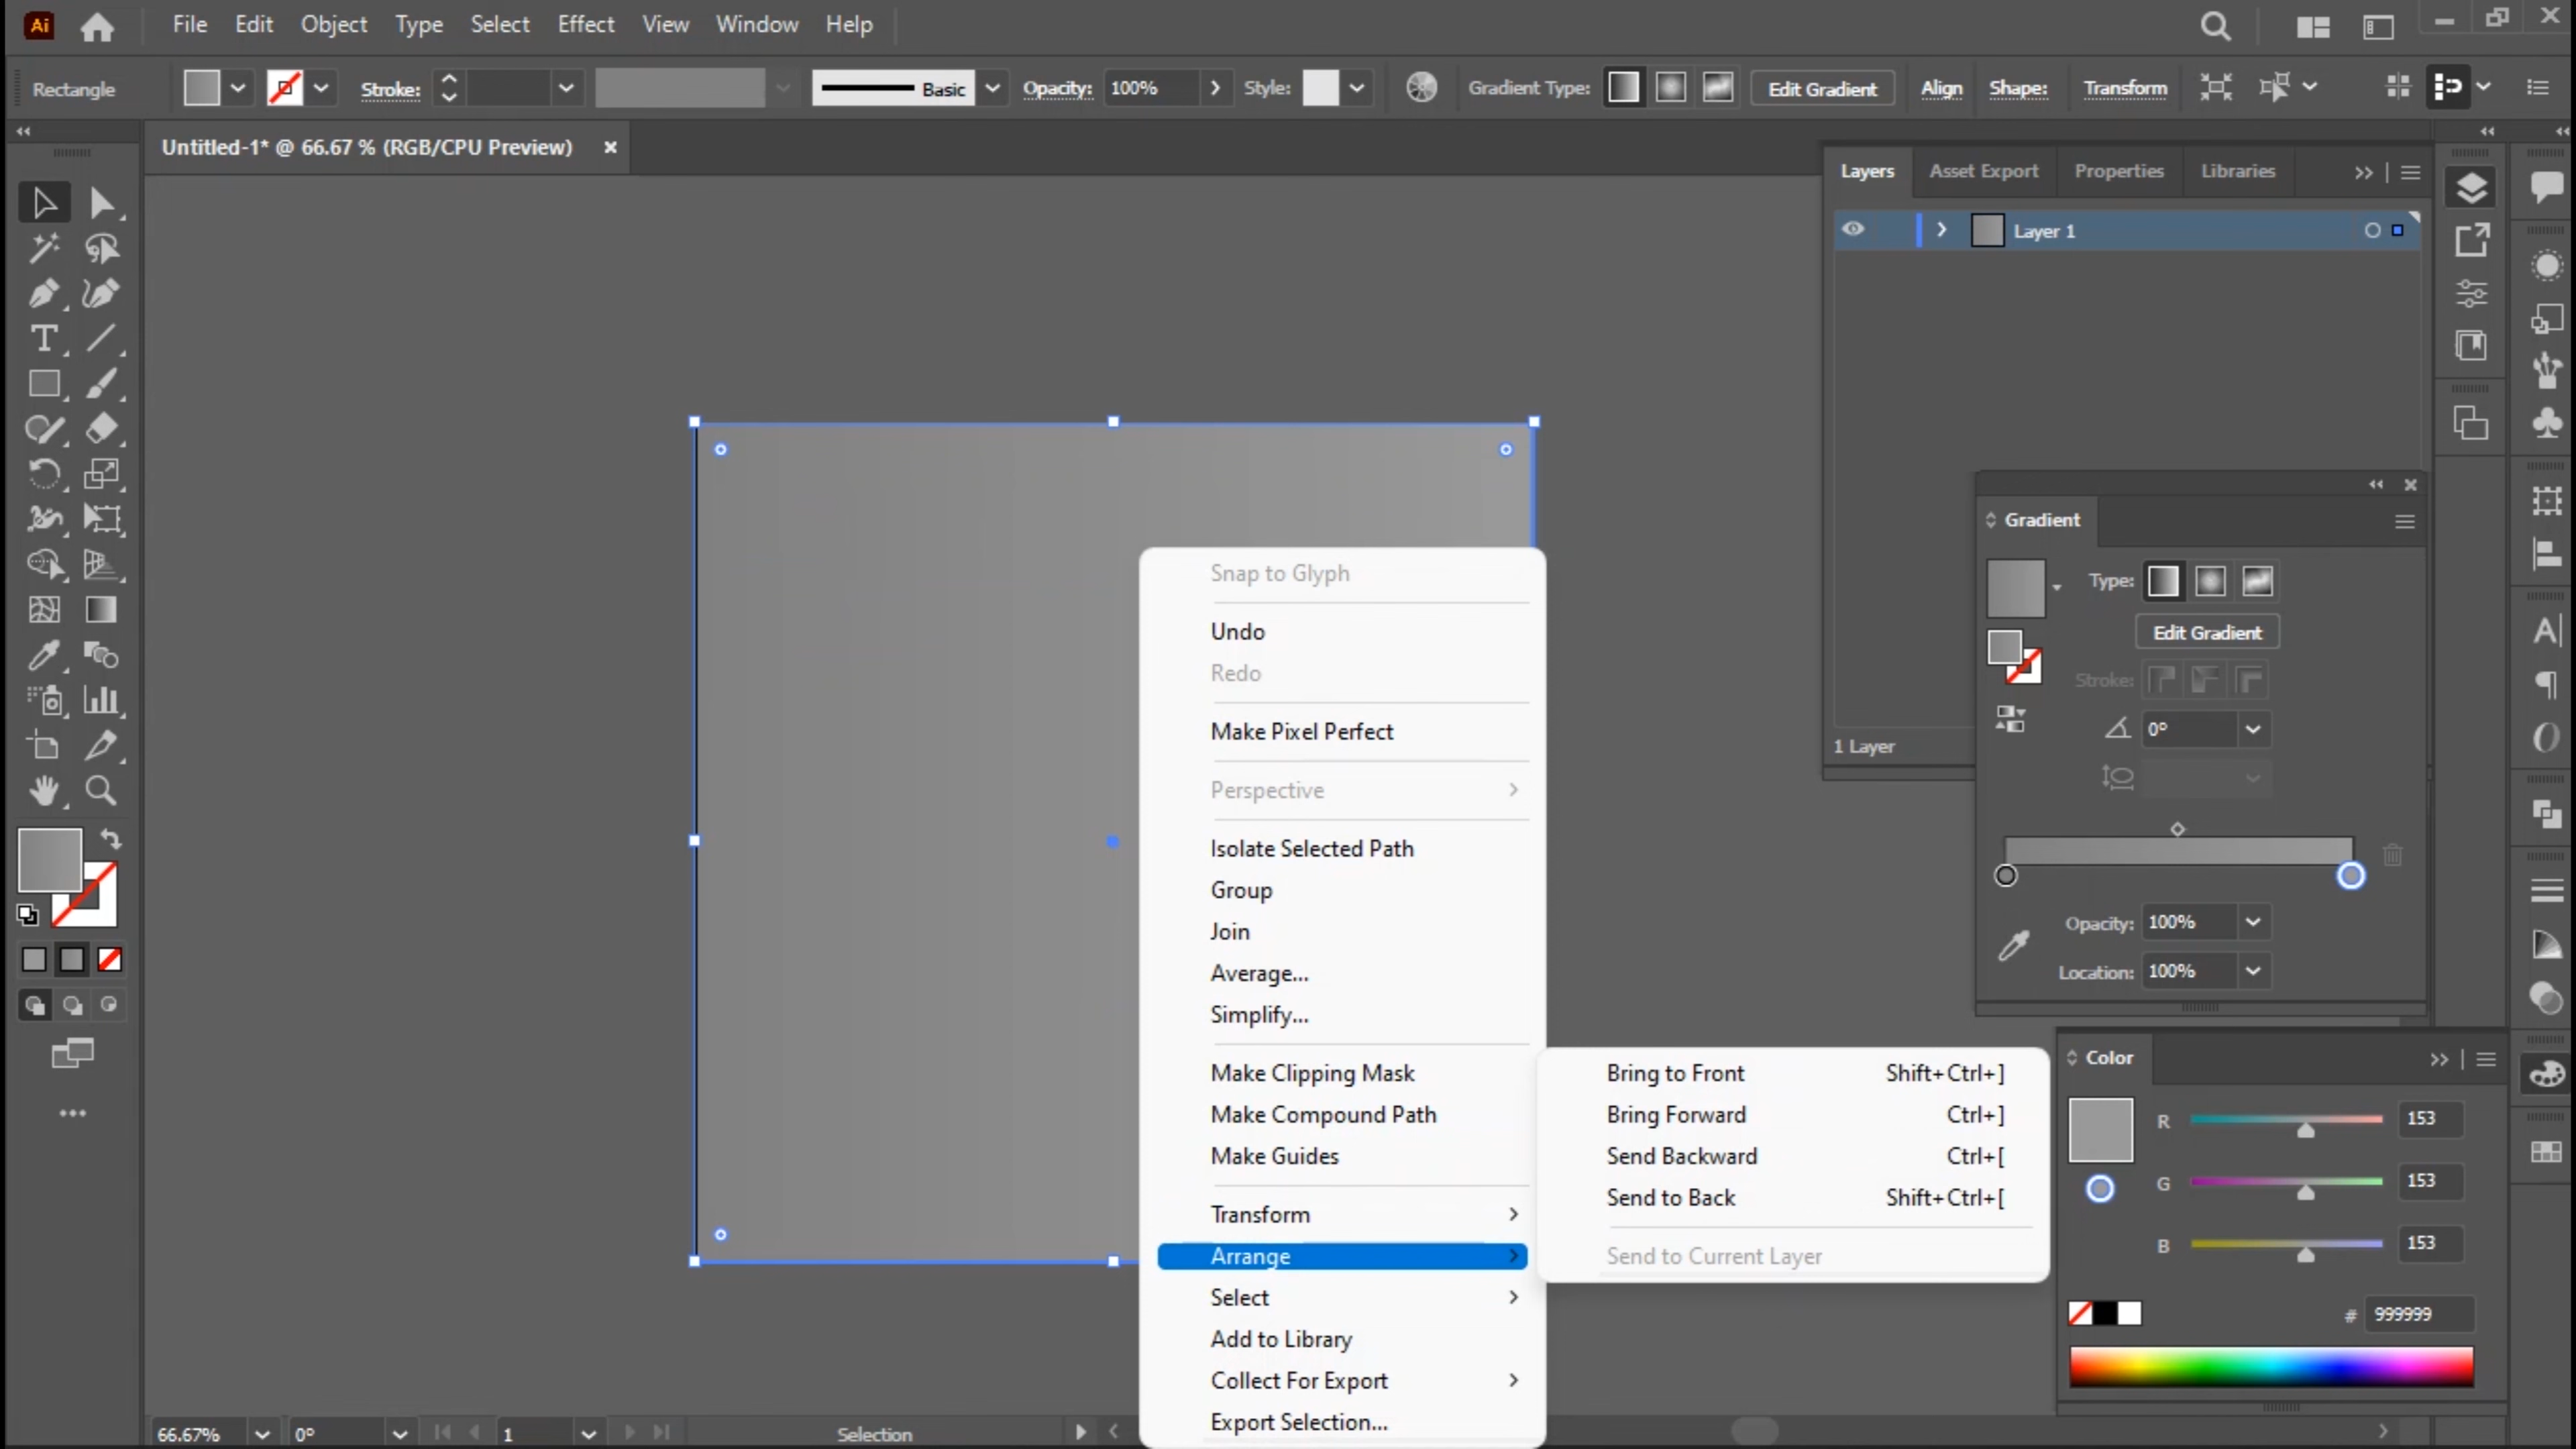 Ai File Edit Object Type Select Effect View Window Help
Rectangle Stroke: Basic Opacity: 100% Style: Gradient Type: Edit Gradient Align Shape: Transform
Untitled-1* @ 66.67 % (RGB/CPU Preview) ×
Layers Asset Export Properties Libraries
Layer 1
1 Layer
Gradient
Type:
Edit Gradient
Stroke:
0°
Opacity: 100%
Location: 100%
Color
R 153
G 153
B 153
# 999999
Snap to Glyph
Undo
Redo
Make Pixel Perfect
Perspective
Isolate Selected Path
Group
Join
Average...
Simplify...
Make Clipping Mask
Make Compound Path
Make Guides
Transform
Arrange
Select
Add to Library
Collect For Export
Export Selection...
Bring to Front Shift+Ctrl+]
Bring Forward Ctrl+]
Send Backward Ctrl+[
Send to Back Shift+Ctrl+[
Send to Current Layer
66.67% 0° 1 Selection